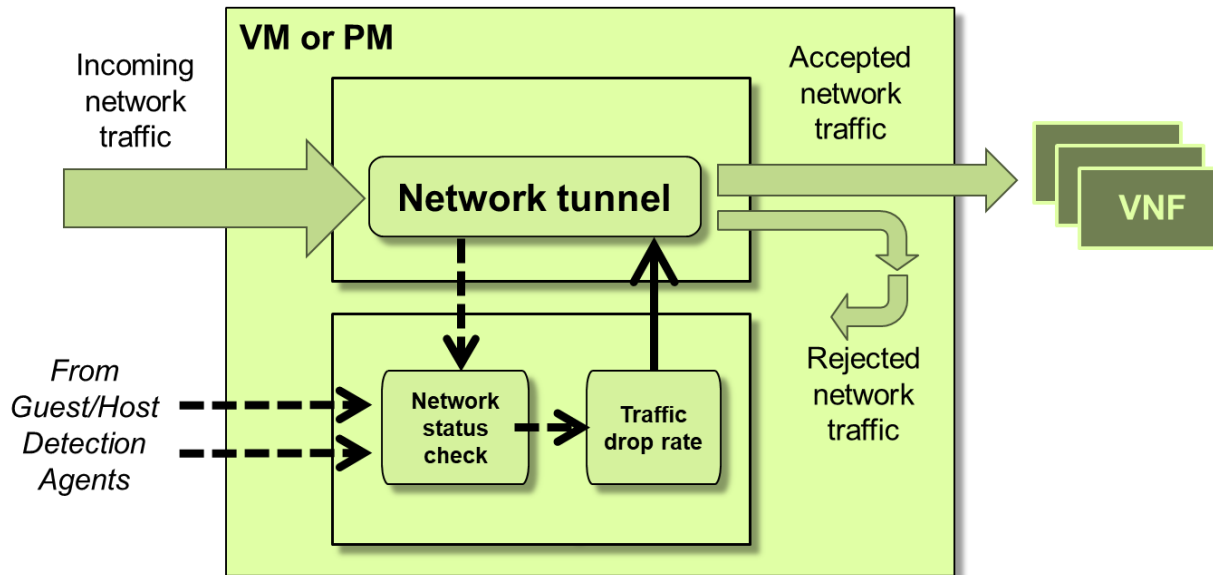 VM or PM
Incoming
network
traffic
Accepted
network
traffic
Network tunnel
VNF
From
Guest/Host
Detection
Agents
Network
status
check
Traffic
drop rate
Rejected
network
traffic